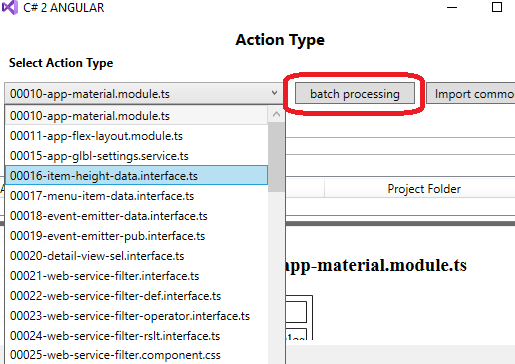 C# 2 ANGULAR
Action Type
Select Action Type
00010-app-material.module.ts
batch processing
Import commo
00010-app-material.module.ts
00011-app-flex-layout.module.ts
00015-app-glbl-settings.service.ts
00016-item-height-data.interface.ts
00017-menu-item-data.interface.ts
Project Folder
00018-event-emitter-data.interface.ts
00019-event-emitter-pub.interface.ts
00020-detail-view-sel.interface.ts
app-material.module.ts
00021-web-service-filter.interface.ts
00022-web-service-filter-def.interface.ts
00023-web-service-filter-operator.interface.ts
00024-web-service-filter-rslt.interface.ts
00025-web-service-filter.component.css